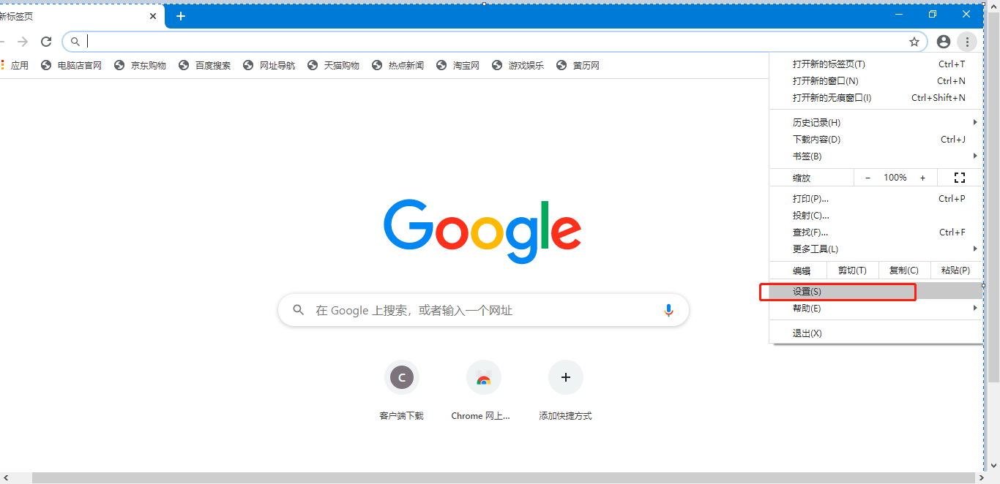 新标签页
应用 电脑店官网 京东购物 百度搜索 网址导航 天猫购物 热点新闻 淘宝网 游戏娱乐 黄历网
打开新的标签页(T) Ctrl+T
打开新的窗口(N) Ctrl+N
打开新的无痕窗口(I) Ctrl+Shift+N
历史记录(H)
下载内容(D) Ctrl+J
书签(B)
缩放 - 100% +
打印(P)... Ctrl+P
投射(C)...
查找(F)... Ctrl+F
更多工具(L)
编辑 剪切(T) 复制(C) 粘贴(P)
设置(S)
帮助(E)
退出(X)
Google
在 Google 上搜索，或者输入一个网址
C
客户端下载 Chrome 网上... 添加快捷方式